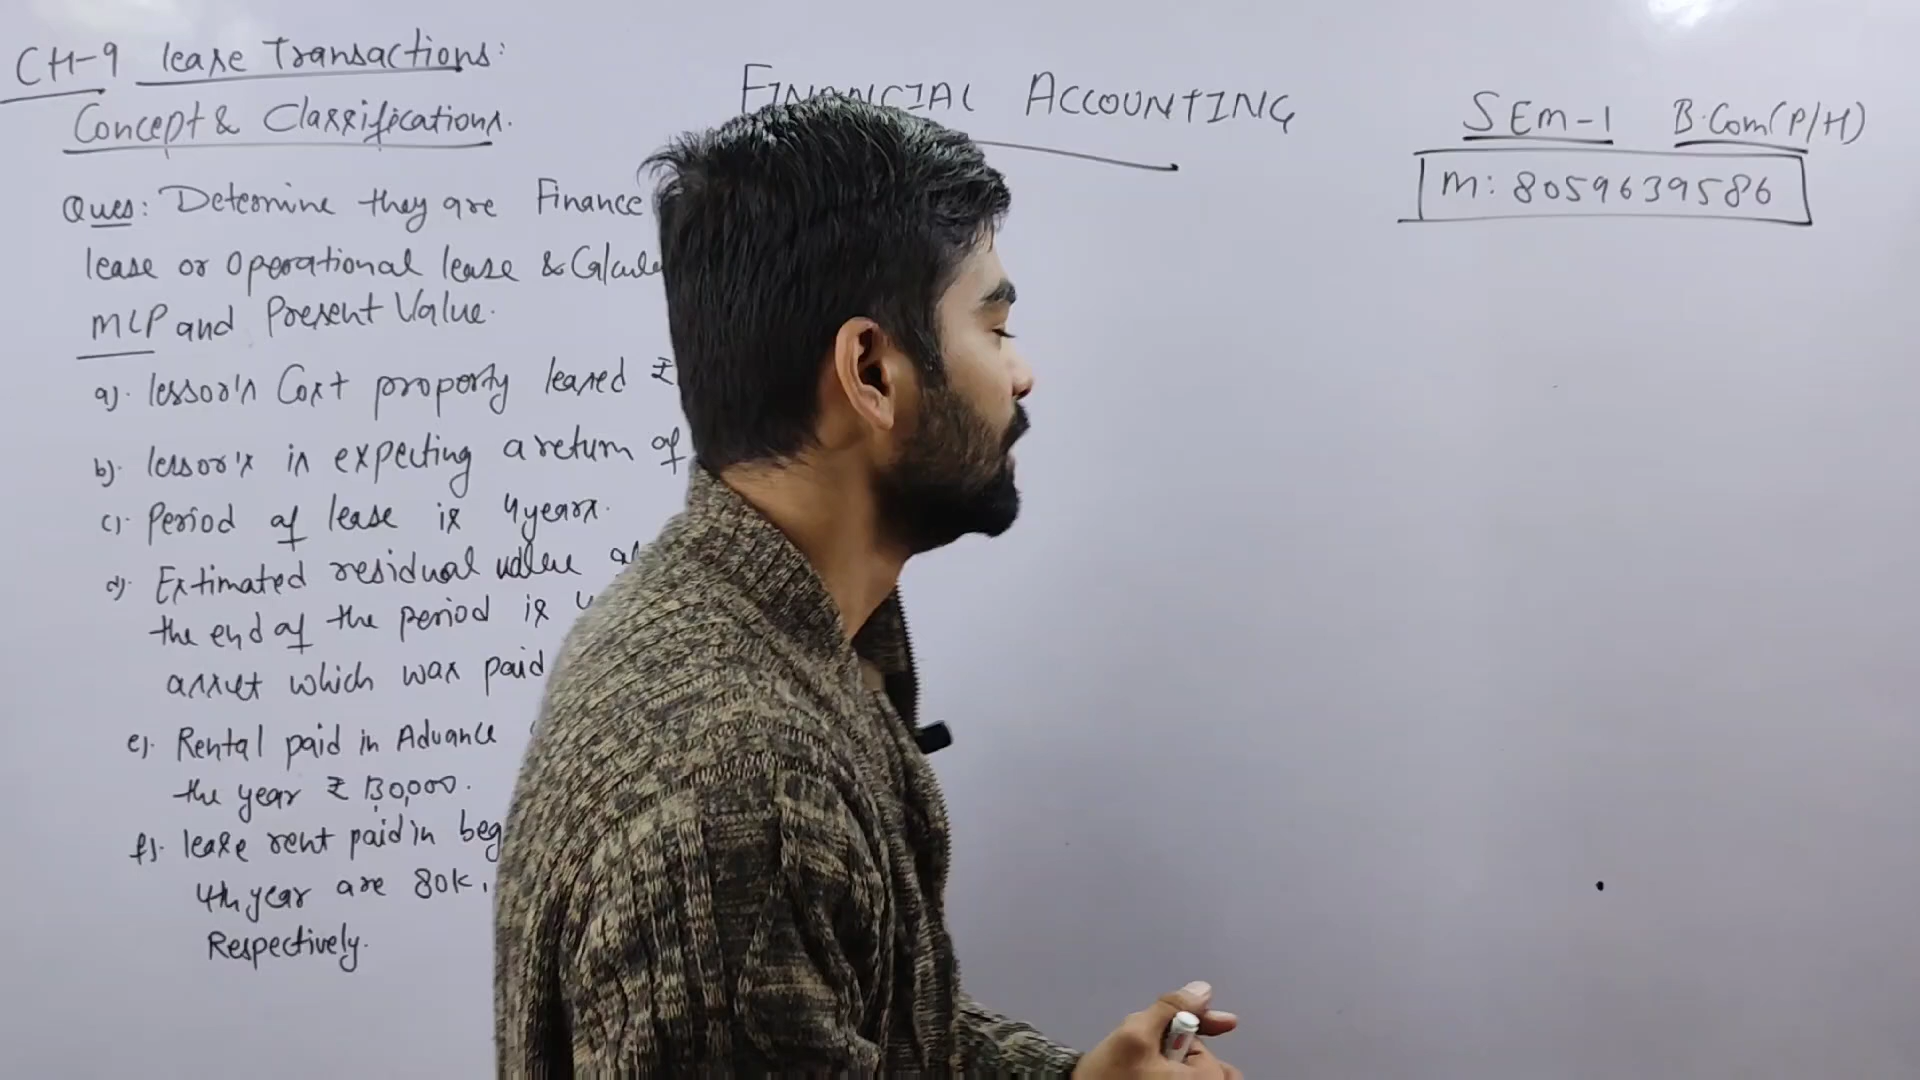 CH-9 lease Transactions:
Concept & Classifications.
FINANCIAL ACCOUNTING
SEm-1 B.Com(P/H)
M: 8059639586
Ques: Determine they are Finance
lease or operational lease &
MLP and Present Value.
a). lessor's Cost property leased ₹
b). lessor's is expecting a return of
c). Period of lease is 4 years.
d). Estimated residual value
the end of the period is
asset which was paid
e). Rental paid in Advance
the year ₹ 130,000.
f). lease rent paid in
4th year are 80k,
Respectively.